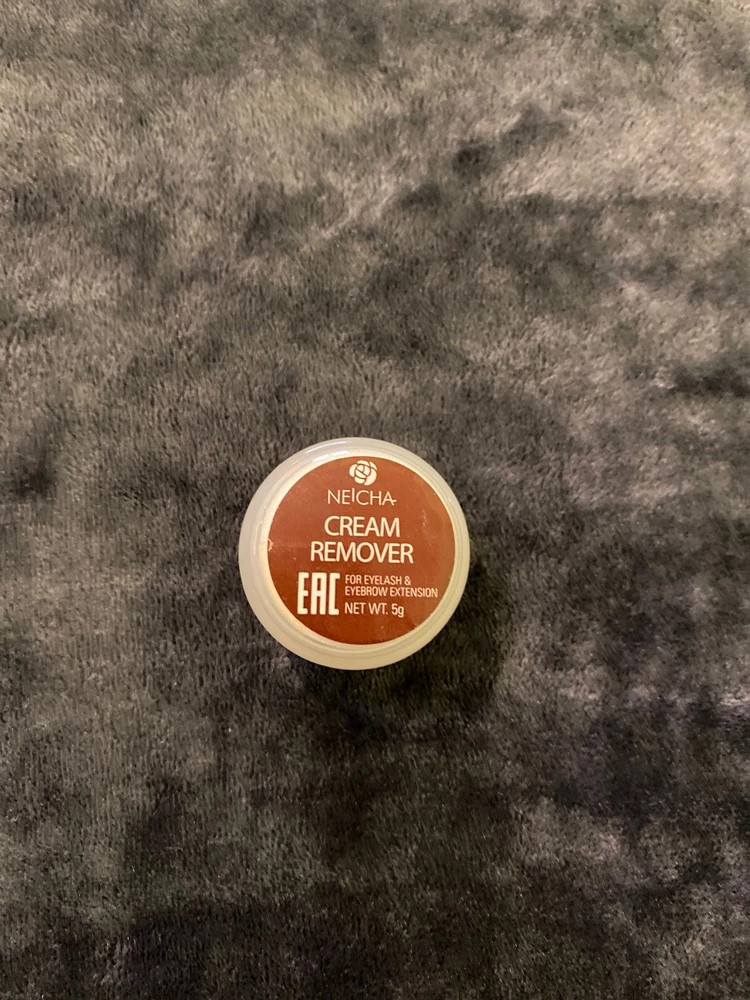 NEICHA
CREAM
REMOVER
EAC
FOR EYELASH &
EYEBROW EXTENSION
NET WT. 5g